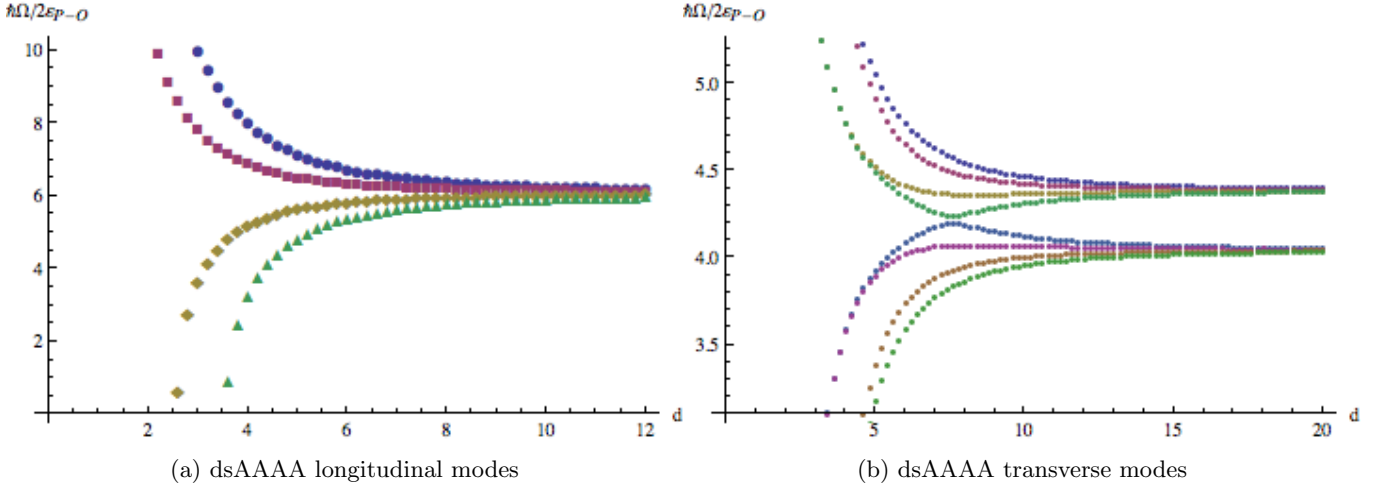 ℏΩ/2ε_{P−O}
10
8
6
4
2
2 4 6 8 10 12 d
(a) dsAAAA longitudinal modes
ℏΩ/2ε_{P−O}
5.0
4.5
4.0
3.5
5 10 15 20 d
(b) dsAAAA transverse modes